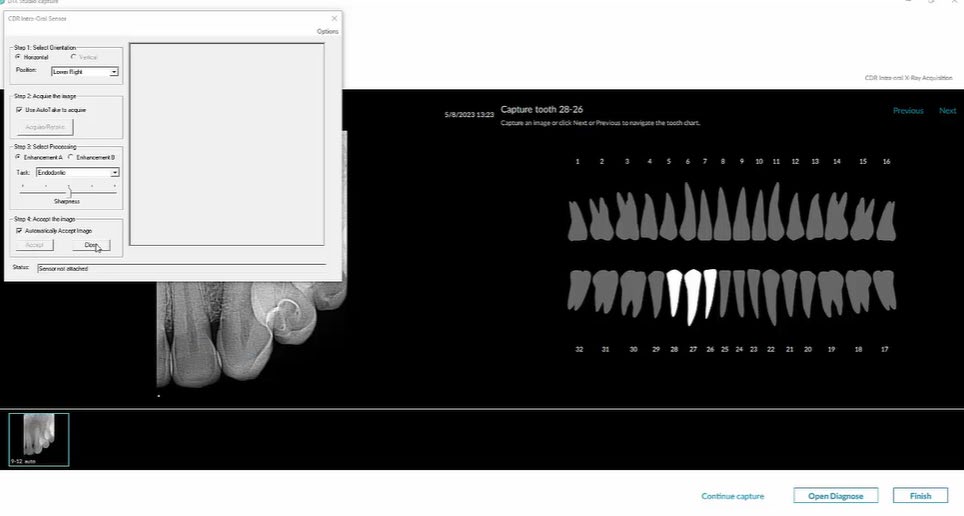 DTX Studio capture
CDR Intra-Oral Sensor
Options
Step 1: Select Orientation
Horizontal Vertical
Position: Lower Right
Step 2: Acquire the image
Use AutoTake to acquire
Acquire/Retake
Step 3: Select Processing
Enhancement A Enhancement B
Task: Endodontic
Sharpness
Step 4: Accept the image
Automatically Accept Image
Accept Close
Status: Sensor not attached
CDR Intra-oral X-Ray Acquisition
5/8/2023 13:23
Capture tooth 28-26
Capture an image or click Next or Previous to navigate the tooth chart.
Previous Next
1 2 3 4 5 6 7 8 9 10 11 12 13 14 15 16
32 31 30 29 28 27 26 25 24 23 22 21 20 19 18 17
9-12 auto
Continue capture Open Diagnose Finish